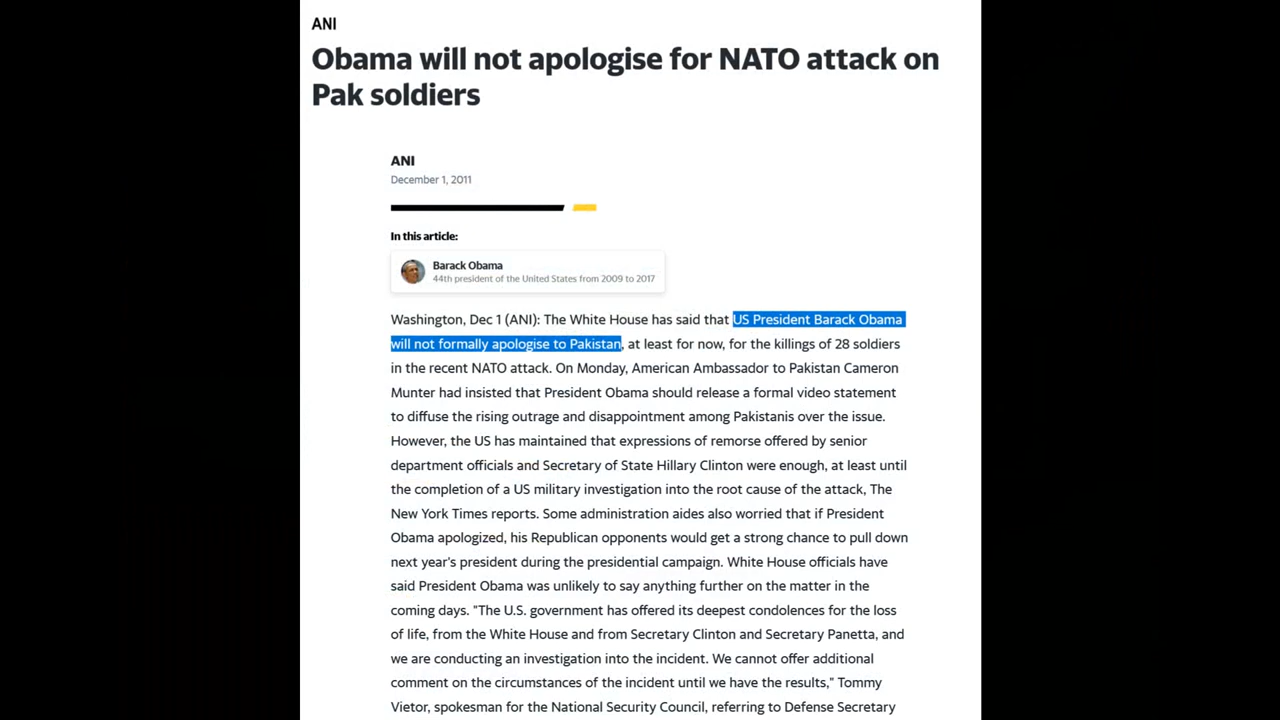 ANI
Obama will not apologise for NATO attack on
Pak soldiers
ANI
December 1, 2011
In this article:
Barack Obama
44th president of the United States from 2009 to 2017
Washington, Dec 1 (ANI): The White House has said that US President Barack Obama
will not formally apologise to Pakistan, at least for now, for the killings of 28 soldiers
in the recent NATO attack. On Monday, American Ambassador to Pakistan Cameron
Munter had insisted that President Obama should release a formal video statement
to diffuse the rising outrage and disappointment among Pakistanis over the issue.
However, the US has maintained that expressions of remorse offered by senior
department officials and Secretary of State Hillary Clinton were enough, at least until
the completion of a US military investigation into the root cause of the attack, The
New York Times reports. Some administration aides also worried that if President
Obama apologized, his Republican opponents would get a strong chance to pull down
next year's president during the presidential campaign. White House officials have
said President Obama was unlikely to say anything further on the matter in the
coming days. "The U.S. government has offered its deepest condolences for the loss
of life, from the White House and from Secretary Clinton and Secretary Panetta, and
we are conducting an investigation into the incident. We cannot offer additional
comment on the circumstances of the incident until we have the results," Tommy
Vietor, spokesman for the National Security Council, referring to Defense Secretary